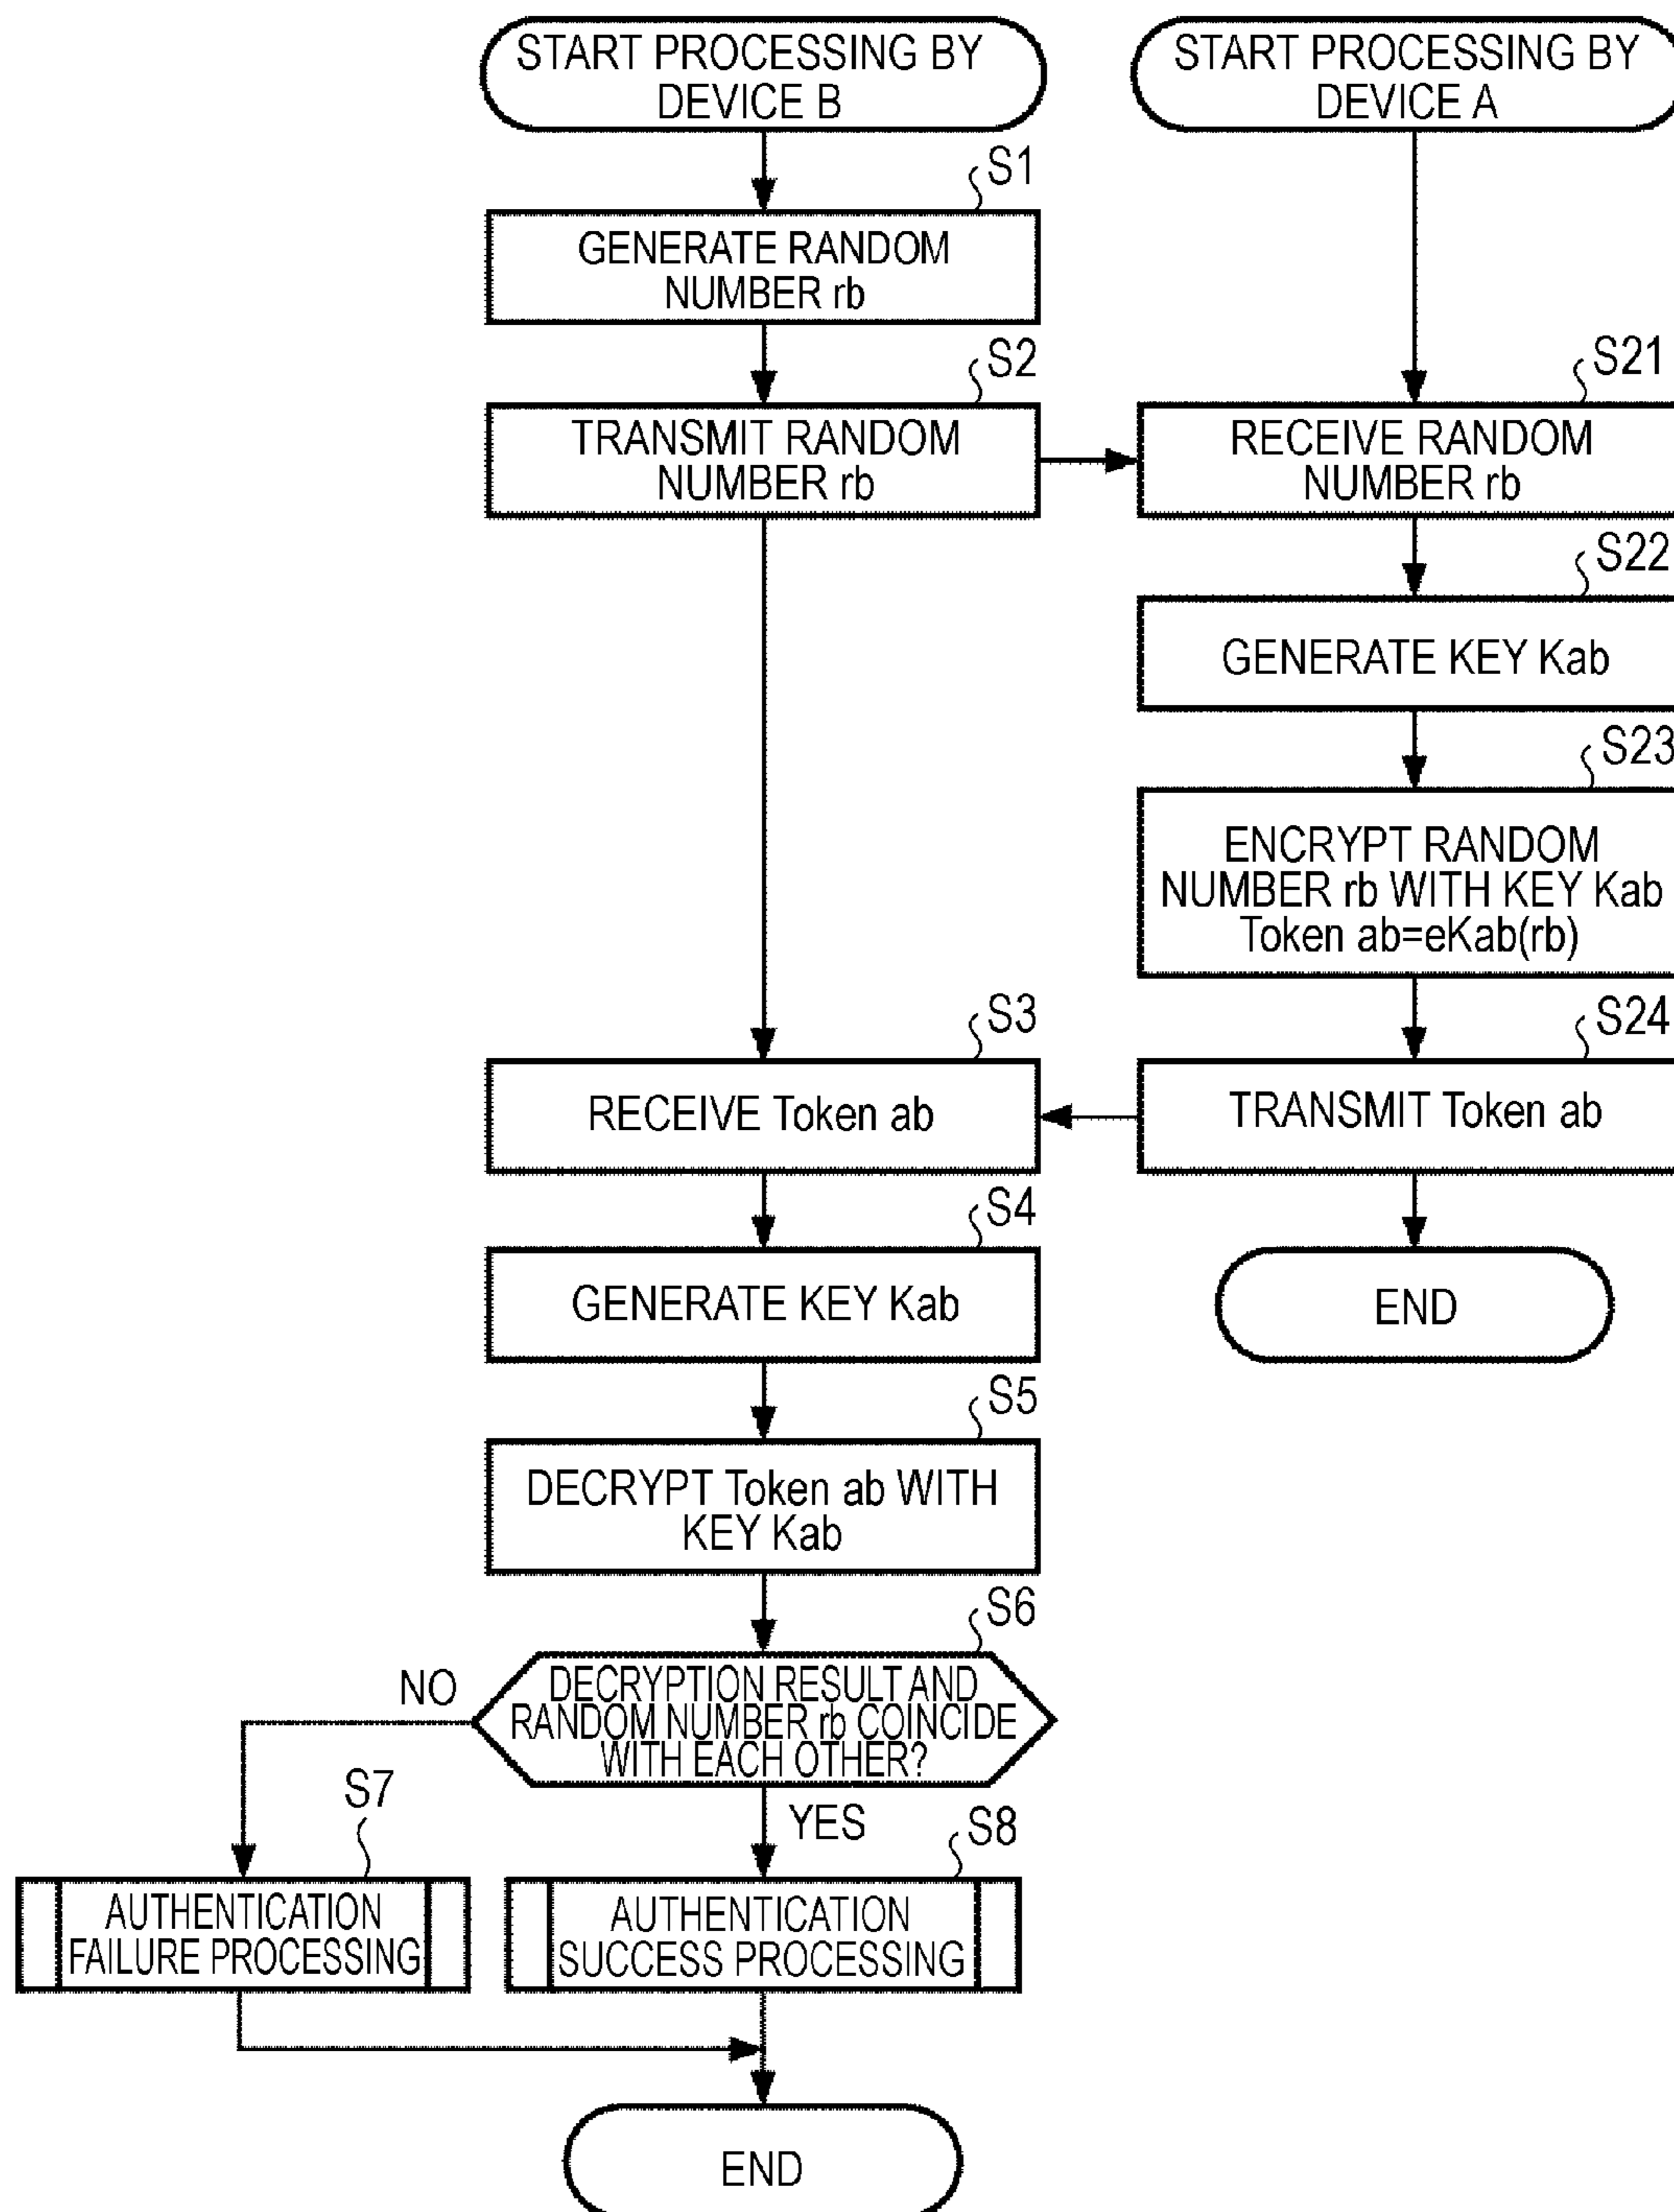 START PROCESSING BY
DEVICE B
START PROCESSING BY
DEVICE A
S1
GENERATE RANDOM
NUMBER rb
S2
TRANSMIT RANDOM
NUMBER rb
S21
RECEIVE RANDOM
NUMBER rb
S22
GENERATE KEY Kab
S23
ENCRYPT RANDOM
NUMBER rb WITH KEY Kab
Token ab=eKab(rb)
S3
RECEIVE Token ab
S24
TRANSMIT Token ab
S4
GENERATE KEY Kab
END
S5
DECRYPT Token ab WITH
KEY Kab
S6
DECRYPTION RESULT AND
RANDOM NUMBER rb COINCIDE
WITH EACH OTHER?
NO
YES
S7
AUTHENTICATION
FAILURE PROCESSING
S8
AUTHENTICATION
SUCCESS PROCESSING
END